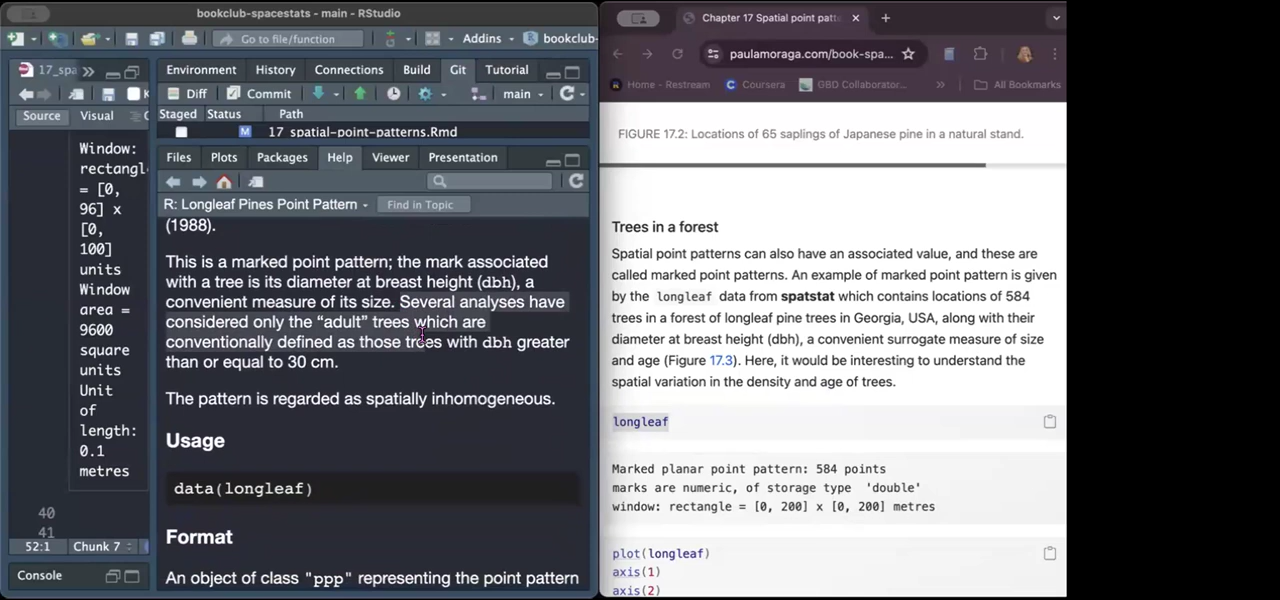 bookclub-spacestats - main - RStudio
Go to file/function
Addins
bookclub-
17_spa
Source
Visual
Window:
rectangl
= [0,
96] x
[0,
100]
units
Window
area =
9600
square
units
Unit
of
length:
0.1
metres
40
41
52:1
Chunk 7
Console
Environment
History
Connections
Build
Git
Tutorial
Diff
Commit
main
Staged
Status
Path
M
17_spatial-point-patterns.Rmd
Files
Plots
Packages
Help
Viewer
Presentation
R: Longleaf Pines Point Pattern
Find in Topic
(1988).
This is a marked point pattern; the mark associated
with a tree is its diameter at breast height (dbh), a
convenient measure of its size. Several analyses have
considered only the “adult” trees which are
conventionally defined as those trees with dbh greater
than or equal to 30 cm.
The pattern is regarded as spatially inhomogeneous.
Usage
data(longleaf)
Format
An object of class "ppp" representing the point pattern
Chapter 17 Spatial point patt
paulamoraga.com/book-spa...
Home - Restream
Coursera
GBD Collaborator...
All Bookmarks
FIGURE 17.2: Locations of 65 saplings of Japanese pine in a natural stand.
Trees in a forest
Spatial point patterns can also have an associated value, and these are
called marked point patterns. An example of marked point pattern is given
by the longleaf data from spatstat which contains locations of 584
trees in a forest of longleaf pine trees in Georgia, USA, along with their
diameter at breast height (dbh), a convenient surrogate measure of size
and age (Figure 17.3). Here, it would be interesting to understand the
spatial variation in the density and age of trees.
longleaf
Marked planar point pattern: 584 points
marks are numeric, of storage type 'double'
window: rectangle = [0, 200] x [0, 200] metres
plot(longleaf)
axis(1)
axis(2)